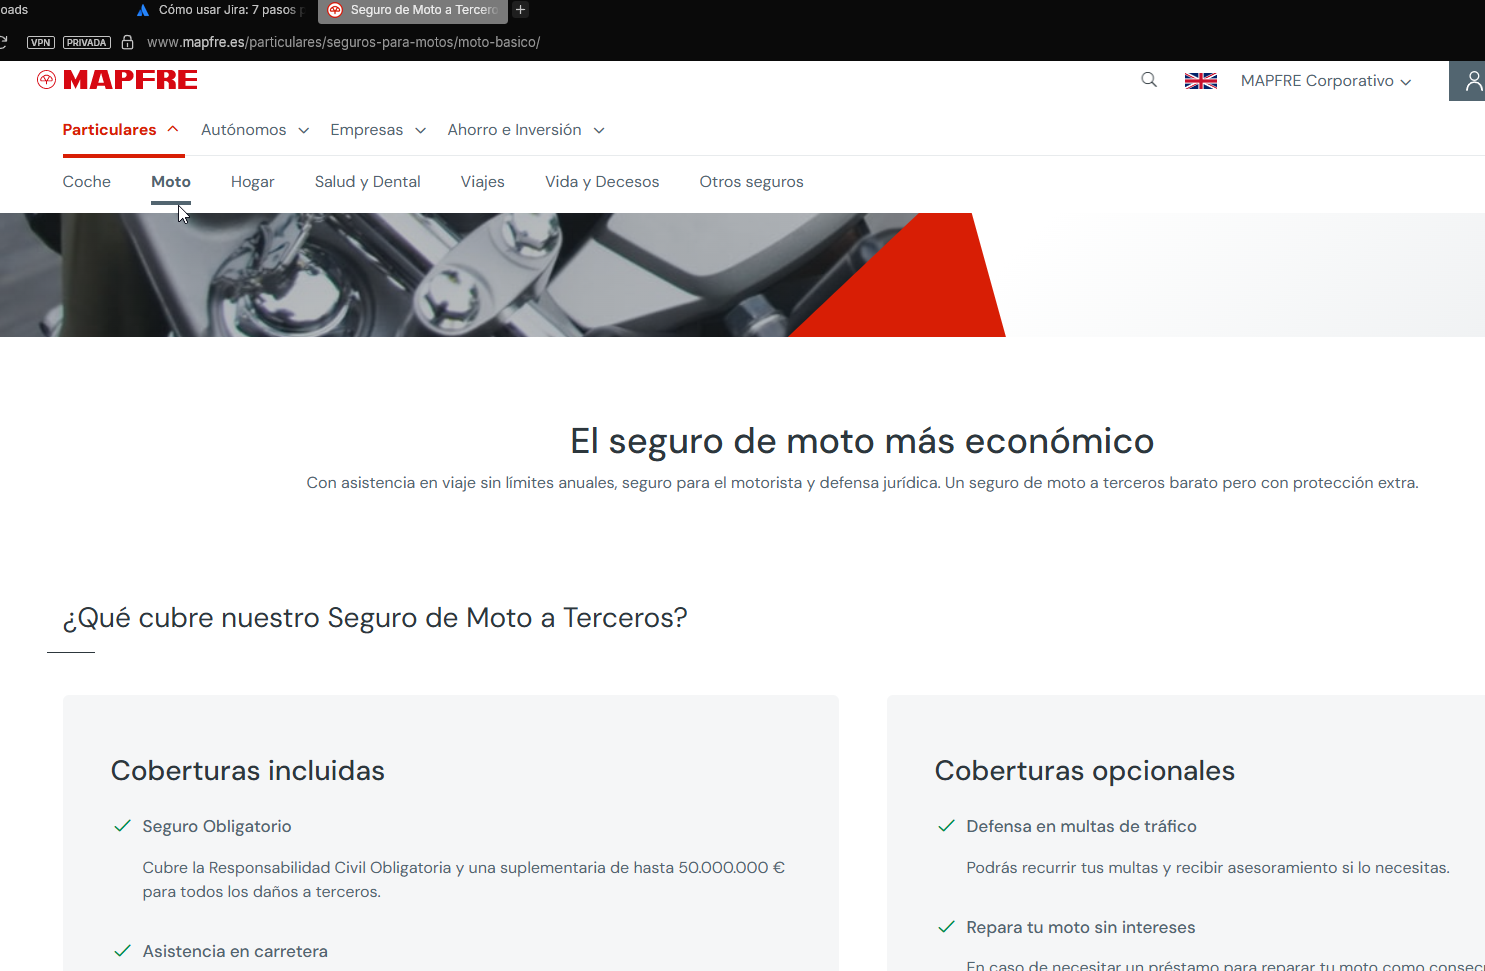 oads
Cómo usar Jira: 7 pasos
Seguro de Moto a Tercero
VPN PRIVADA www.mapfre.es/particulares/seguros-para-motos/moto-basico/
MAPFRE
MAPFRE Corporativo
Particulares Autónomos Empresas Ahorro e Inversión
Coche Moto Hogar Salud y Dental Viajes Vida y Decesos Otros seguros
El seguro de moto más económico
Con asistencia en viaje sin límites anuales, seguro para el motorista y defensa jurídica. Un seguro de moto a terceros barato pero con protección extra.
¿Qué cubre nuestro Seguro de Moto a Terceros?
Coberturas incluidas
Seguro Obligatorio
Cubre la Responsabilidad Civil Obligatoria y una suplementaria de hasta 50.000.000 €
para todos los daños a terceros.
Asistencia en carretera
Coberturas opcionales
Defensa en multas de tráfico
Podrás recurrir tus multas y recibir asesoramiento si lo necesitas.
Repara tu moto sin intereses
En caso de necesitar un préstamo para reparar tu moto como consec